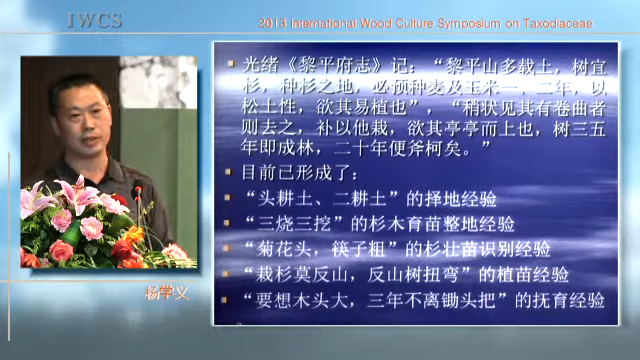 IWCS
2013 International Wood Culture Symposium on Taxodiaceae
光绪《黎平府志》记：“黎平山多载土，树宜
杉，种杉之地，必预种麦及玉米一、二年，以
松土性，欲其易植也”，“稍状见其有卷曲者
则去之，补以他栽，欲其亭亭而上也，树三五
年即成林，二十年便斧柯矣。”
目前已形成了：
“头耕土、二耕土”的择地经验
“三烧三挖”的杉木育苗整地经验
“菊花头，筷子粗”的杉壮苗识别经验
“栽杉莫反山，反山树扭弯”的植苗经验
“要想木头大，三年不离锄头把”的抚育经验
。
杨学义